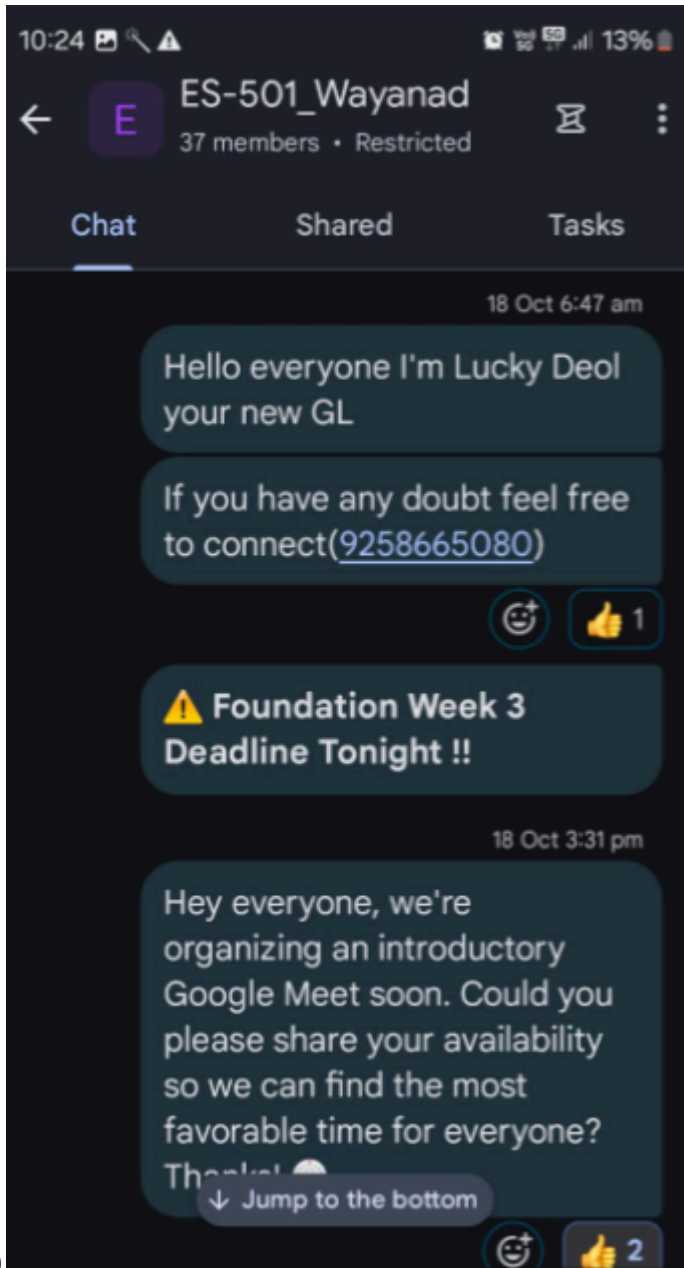 10:24 13%
E ES-501_Wayanad
37 members • Restricted
Chat Shared Tasks
18 Oct 6:47 am
Hello everyone I'm Lucky Deol
your new GL
If you have any doubt feel free
to connect(9258665080)
👍 1
⚠️ Foundation Week 3
Deadline Tonight !!
18 Oct 3:31 pm
Hey everyone, we're
organizing an introductory
Google Meet soon. Could you
please share your availability
so we can find the most
favorable time for everyone?
↓ Jump to the bottom
👍 2